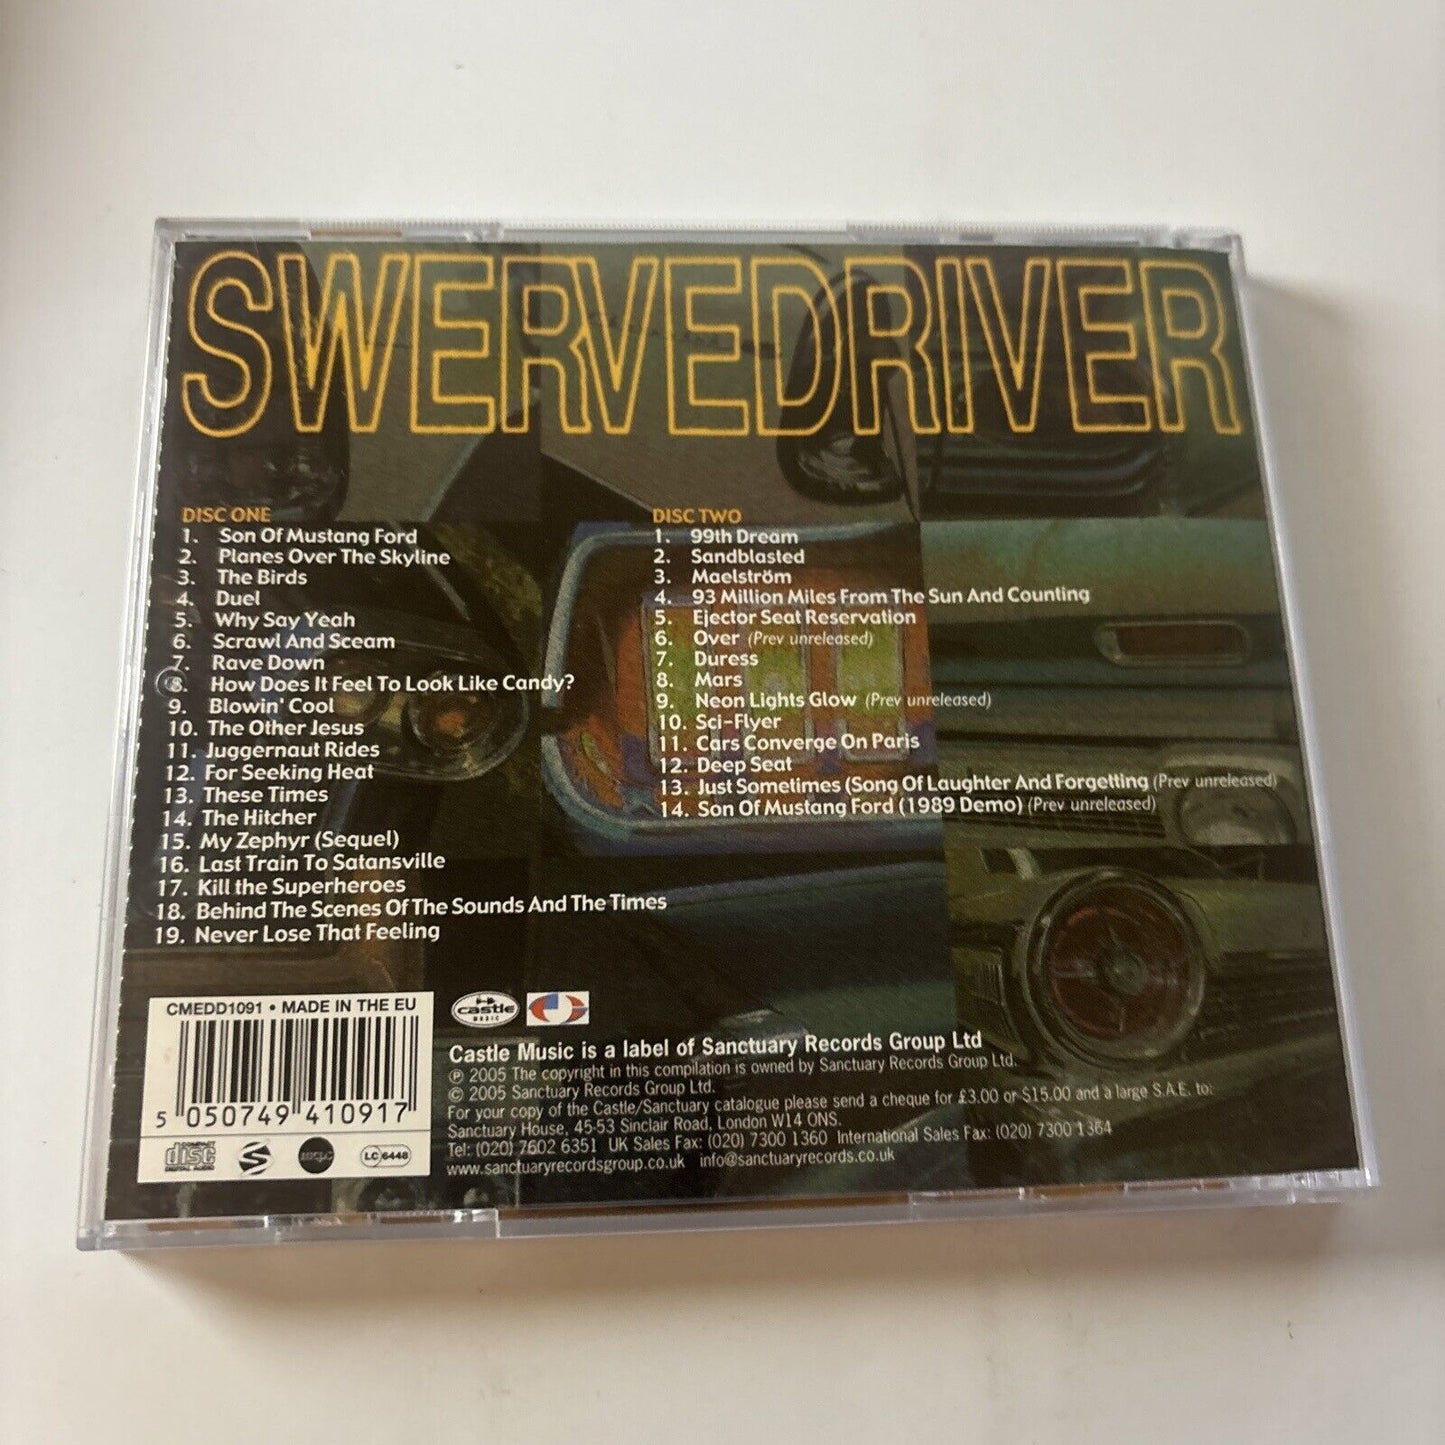 SWERVEDRIVER
DISC ONE
1. Son Of Mustang Ford
2. Planes Over The Skyline
3. The Birds
4. Duel
5. Why Say Yeah
6. Scrawl And Sceam
7. Rave Down
8. How Does It Feel To Look Like Candy?
9. Blowin' Cool
10. The Other Jesus
11. Juggernaut Rides
12. For Seeking Heat
13. These Times
14. The Hitcher
15. My Zephyr (Sequel)
16. Last Train To Satansville
17. Kill the Superheroes
18. Behind The Scenes Of The Sounds And The Times
19. Never Lose That Feeling
DISC TWO
1. 99th Dream
2. Sandblasted
3. Maelström
4. 93 Million Miles From The Sun And Counting
5. Ejector Seat Reservation
6. Over (Prev unreleased)
7. Duress
8. Mars
9. Neon Lights Glow (Prev unreleased)
10. Sci-Flyer
11. Cars Converge On Paris
12. Deep Seat
13. Just Sometimes (Song Of Laughter And Forgetting (Prev unreleased)
14. Son Of Mustang Ford (1989 Demo) (Prev unreleased)
CMEDD1091 • MADE IN THE EU
5 050749 410917
COMPACT
disc
DIGITAL AUDIO
LC 6448
castle
MUSIC
Castle Music is a label of Sanctuary Records Group Ltd
℗ 2005 The copyright in this compilation is owned by Sanctuary Records Group Ltd.
© 2005 Sanctuary Records Group Ltd.
For your copy of the Castle/Sanctuary catalogue please send a cheque for £3.00 or $15.00 and a large S.A.E. to:
Sanctuary House, 45-53 Sinclair Road, London W14 ONS.
Tel: (020) 7602 6351 UK Sales Fax: (020) 7300 1360 International Sales Fax: (020) 7300 1364
www.sanctuaryrecordsgroup.co.uk info@sanctuaryrecords.co.uk